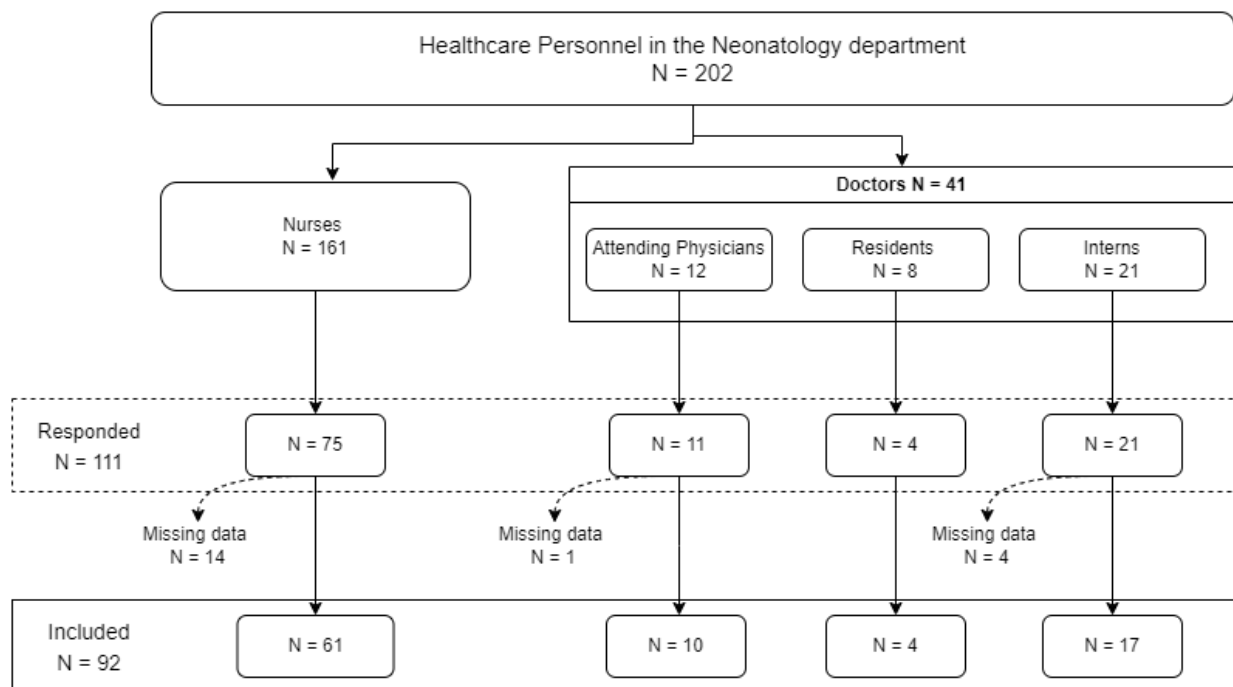 Healthcare Personnel in the Neonatology department
N = 202
Nurses
N = 161
Doctors N = 41
Attending Physicians
N = 12
Residents
N = 8
Interns
N = 21
Responded
N = 111
N = 75
N = 11
N = 4
N = 21
Missing data
N = 14
Missing data
N = 1
Missing data
N = 4
Included
N = 92
N = 61
N = 10
N = 4
N = 17